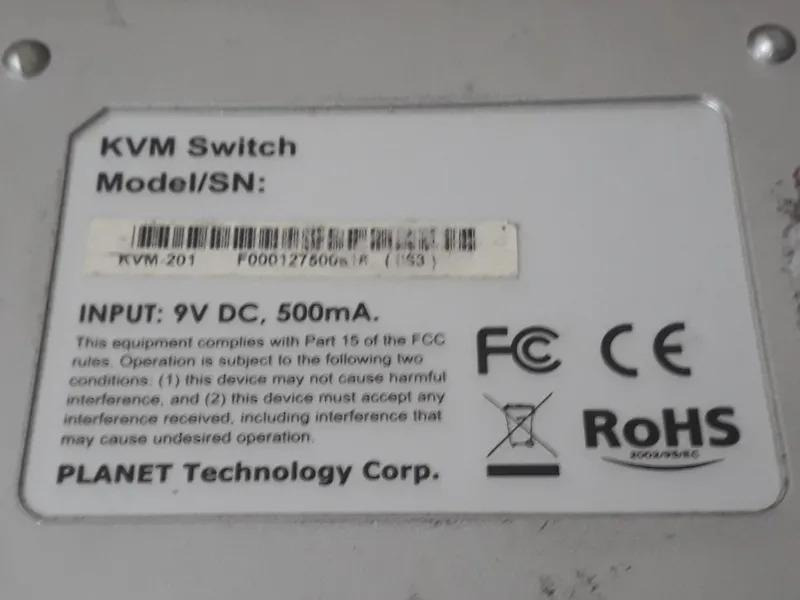 KVM Switch
Model/SN:
KVM-201
INPUT: 9V DC, 500mA.
This equipment complies with Part 15 of the FCC
rules. Operation is subject to the following two
conditions: (1) this device may not cause harmful
interference, and (2) this device must accept any
interference received, including interference that
may cause undesired operation.
FC CE
RoHS
2002/95/EC
PLANET Technology Corp.